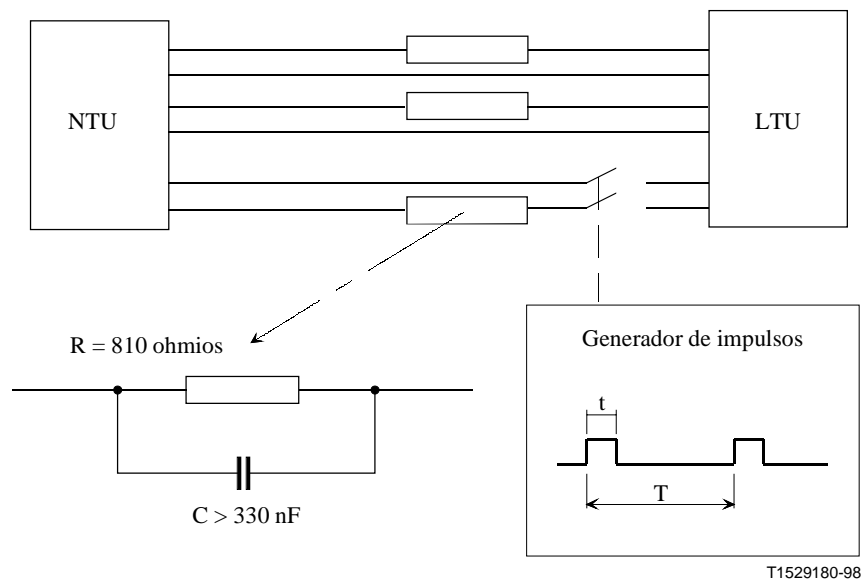 NTU
LTU
R = 810 ohmios
C > 330 nF
Generador de impulsos
t
T
T1529180-98